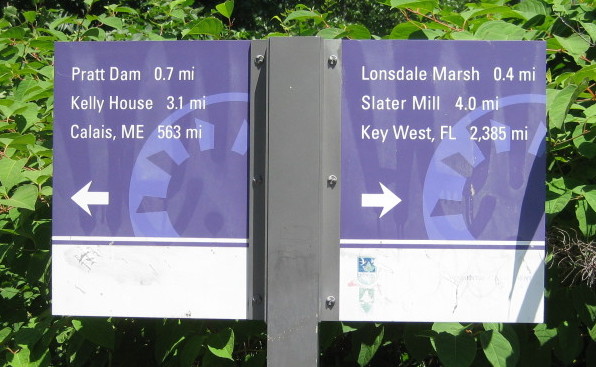 Pratt Dam 0.7 mi
Kelly House 3.1 mi
Calais, ME 563 mi
Lonsdale Marsh 0.4 mi
Slater Mill 4.0 mi
Key West, FL 2,385 mi